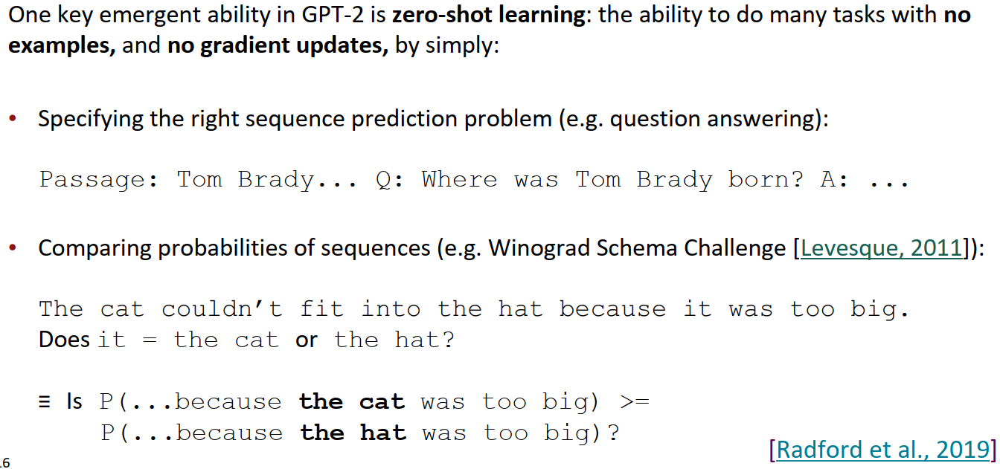 One key emergent ability in GPT-2 is zero-shot learning: the ability to do many tasks with no
examples, and no gradient updates, by simply:
• Specifying the right sequence prediction problem (e.g. question answering):
Passage: Tom Brady... Q: Where was Tom Brady born? A: ...
• Comparing probabilities of sequences (e.g. Winograd Schema Challenge [Levesque, 2011]):
The cat couldn’t fit into the hat because it was too big.
Does it = the cat or the hat?
≡ Is P(...because the cat was too big) >=
P(...because the hat was too big)?
[Radford et al., 2019]
6